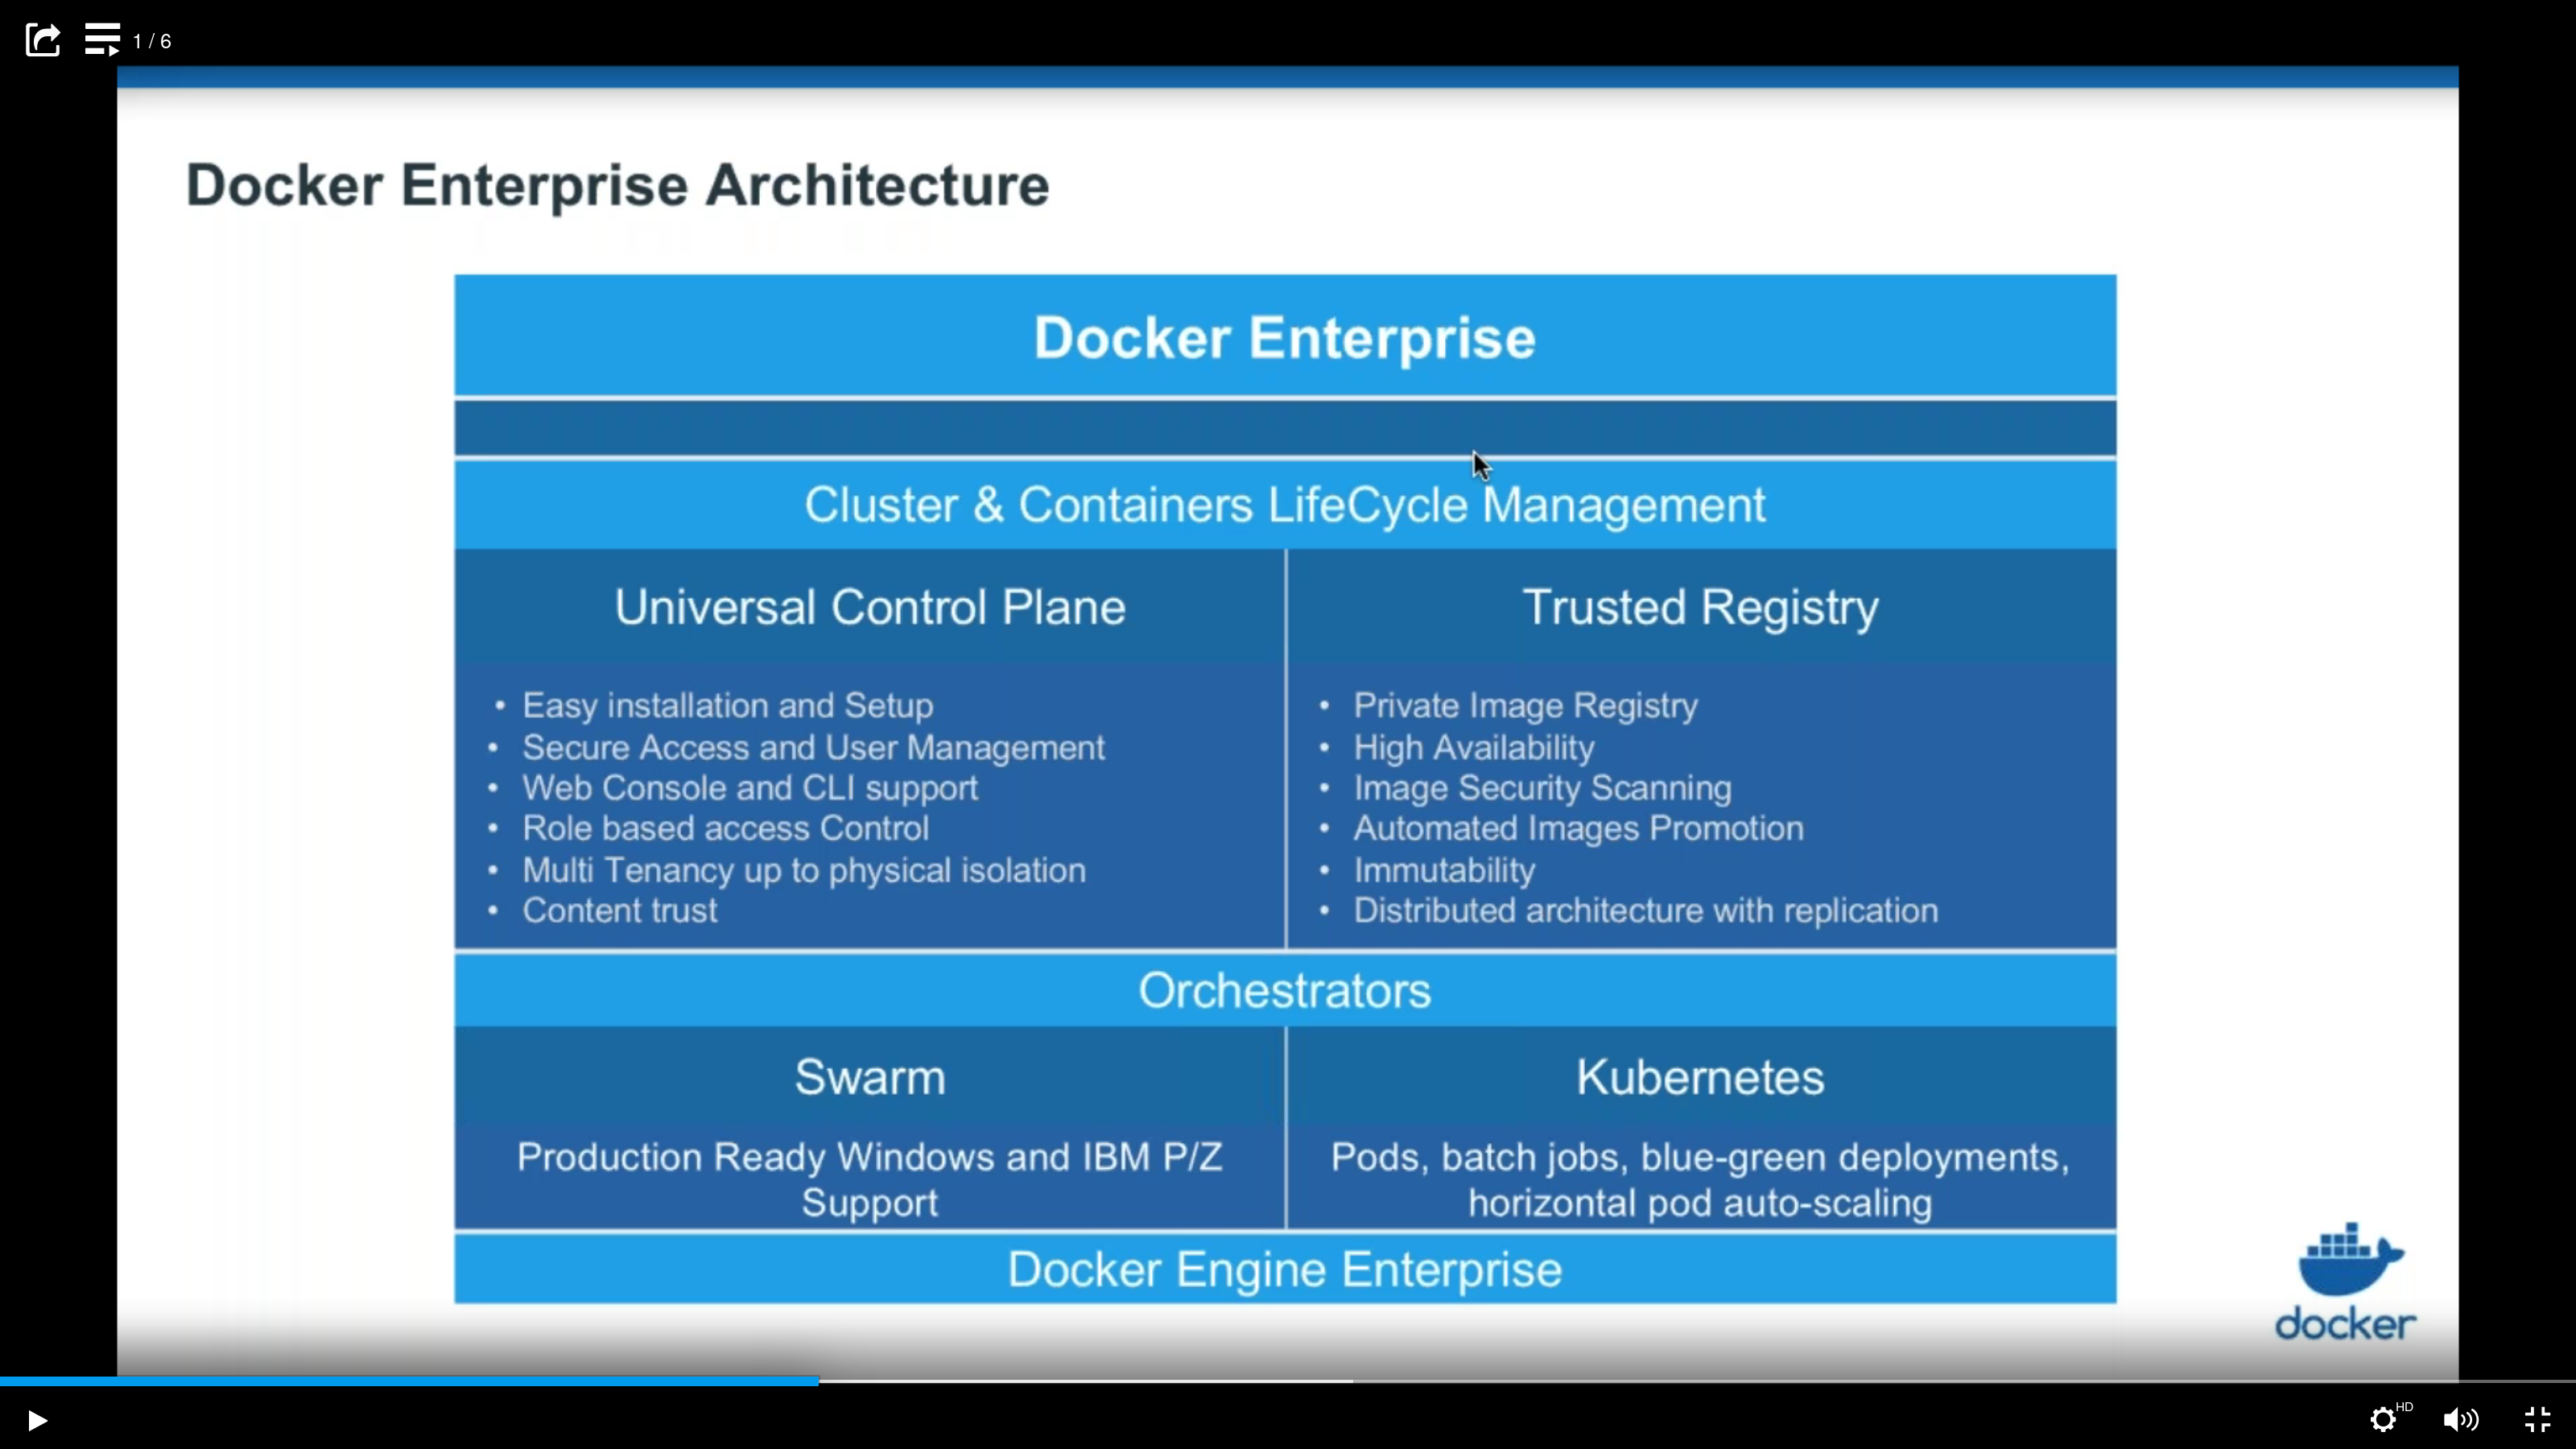 1 / 6
Docker Enterprise Architecture
Docker Enterprise
Cluster & Containers LifeCycle Management
Universal Control Plane
• Easy installation and Setup
• Secure Access and User Management
• Web Console and CLI support
• Role based access Control
• Multi Tenancy up to physical isolation
• Content trust
Trusted Registry
• Private Image Registry
• High Availability
• Image Security Scanning
• Automated Images Promotion
• Immutability
• Distributed architecture with replication
Orchestrators
Swarm
Production Ready Windows and IBM P/Z
Support
Kubernetes
Pods, batch jobs, blue-green deployments,
horizontal pod auto-scaling
Docker Engine Enterprise
docker
HD